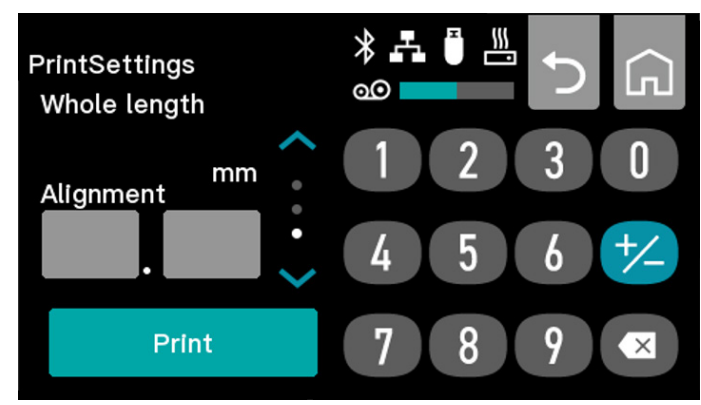 PrintSettings
Whole length
mm
Alignment
.
Print
1 2 3 0
4 5 6 +/-
7 8 9